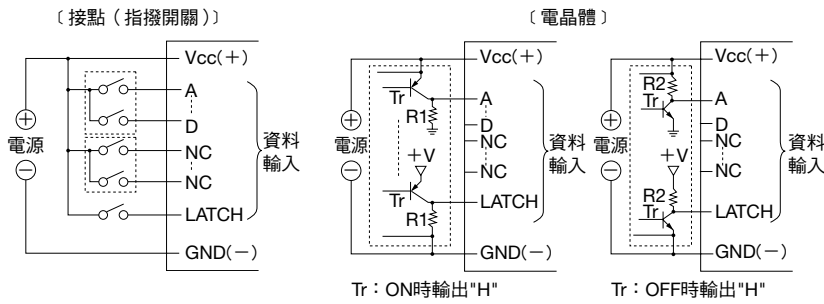 〔 接點（指撥開關）〕
Vcc(+)
A
D
NC
NC
LATCH
GND(−)
電源
資料
輸入
〔 電晶體 〕
Vcc(+)
Tr
R1
A
D
NC
+V
NC
Tr
LATCH
R1
GND(−)
電源
資料
輸入
Tr：ON時輸出"H"
Vcc(+)
R2
Tr
A
D
NC
+V
NC
R2
Tr
LATCH
GND(−)
電源
資料
輸入
Tr：OFF時輸出"H"